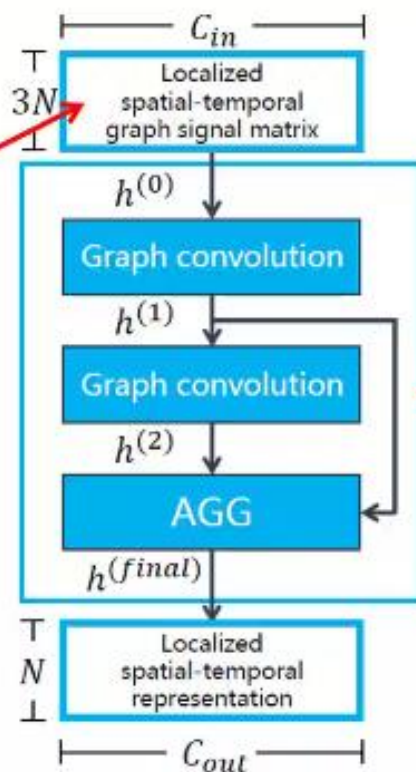 C_in
3N
Localized
spatial-temporal
graph signal matrix
h^(0)
Graph convolution
h^(1)
Graph convolution
h^(2)
AGG
h^(final)
N
Localized
spatial-temporal
representation
C_out